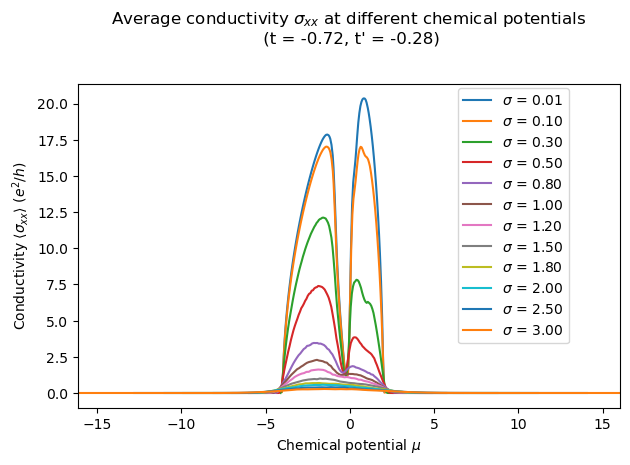 Average conductivity σxx at different chemical potentials
(t = -0.72, t' = -0.28)
Conductivity ⟨σxx⟩ (e²/h)
20.0
17.5
15.0
12.5
10.0
7.5
5.0
2.5
0.0
σ = 0.01
σ = 0.10
σ = 0.30
σ = 0.50
σ = 0.80
σ = 1.00
σ = 1.20
σ = 1.50
σ = 1.80
σ = 2.00
σ = 2.50
σ = 3.00
−15 −10 −5 0 5 10 15
Chemical potential μ